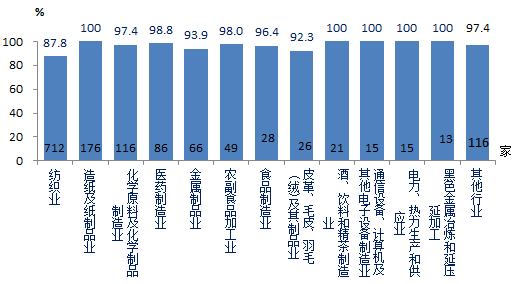 %
87.8 100 97.4 98.8 93.9 98.0 96.4 92.3 100 100 100 100 97.4
100
80
60
40
20
0
712 176 116 86 66 49 28 26 21 15 15 13 116
家
纺织业
造纸及纸制品业
化学原料及化学制品
制造业
医药制造业
金属制品业
农副食品加工业
食品制造业
皮革、毛皮、羽毛
（绒）及其制品业
酒、饮料和精茶制造
业
通信设备、计算机及
其他电子设备制造业
电力、热力生产和供
应业
黑色金属冶炼和延压
延加工
其他行业